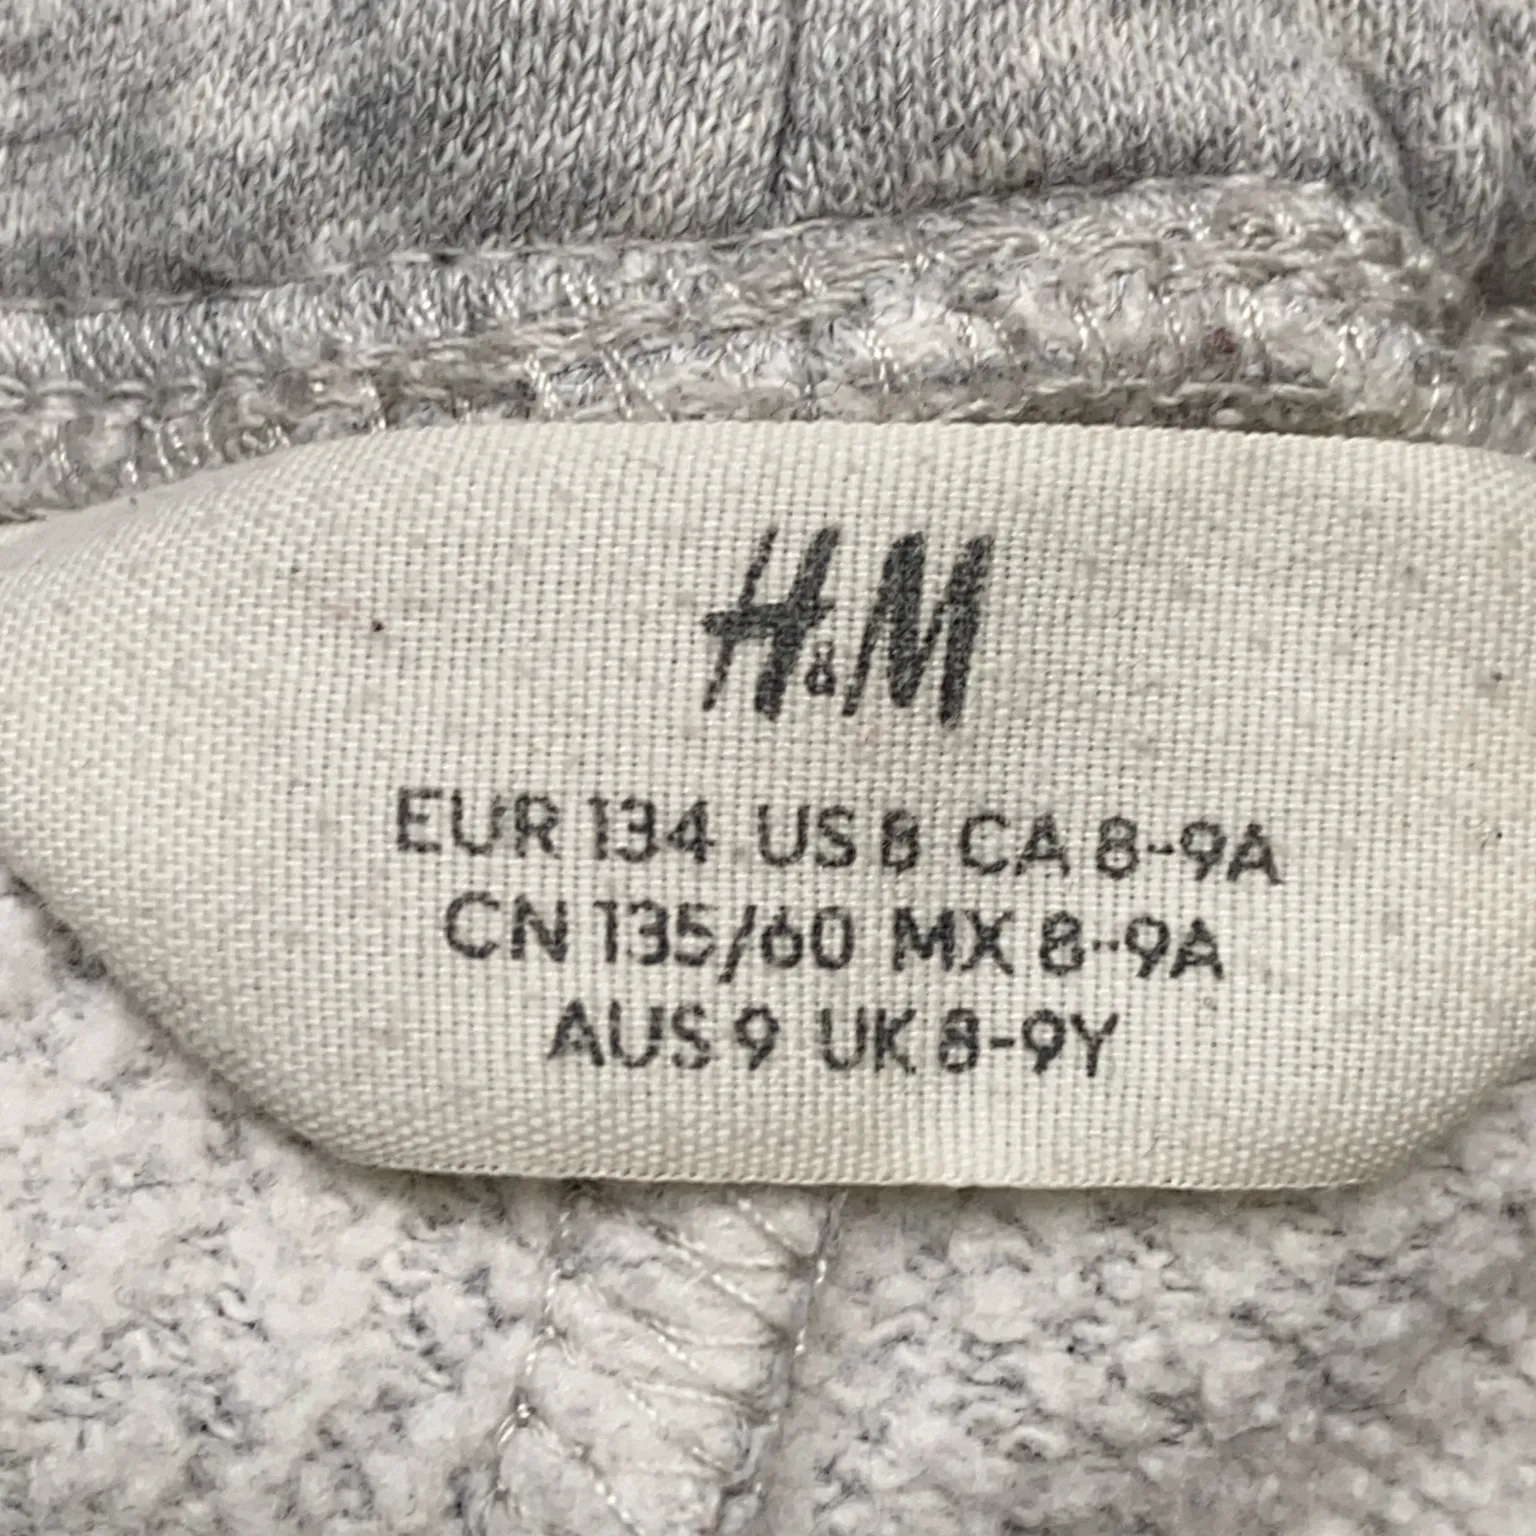 H&M
EUR 134 US 8 CA 8-9A
CN 135/60 MX 8-9A
AUS 9 UK 8-9Y